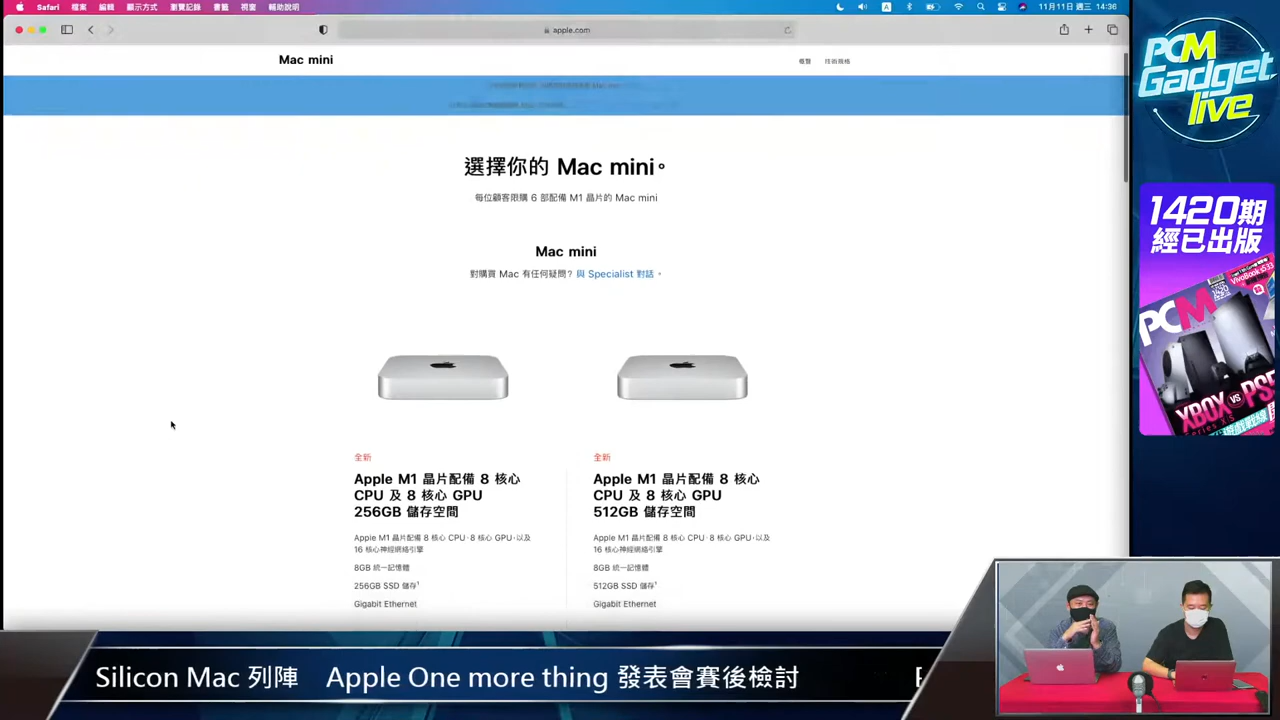 Safari 檔案 編輯 顯示方式 瀏覽記錄 書籤 視窗 輔助說明
A 11月11日 週三 14:36
apple.com
Mac mini
概覽 技術規格
選擇你的 Mac mini。
每位顧客限購 6 部配備 M1 晶片的 Mac mini
Mac mini
對購買 Mac 有任何疑問？與 Specialist 對話。
全新
Apple M1 晶片配備 8 核心
CPU 及 8 核心 GPU
256GB 儲存空間
Apple M1 晶片配備 8 核心 CPU、8 核心 GPU，以及
16 核心神經網絡引擎
8GB 統一記憶體
256GB SSD 儲存¹
Gigabit Ethernet
全新
Apple M1 晶片配備 8 核心
CPU 及 8 核心 GPU
512GB 儲存空間
Apple M1 晶片配備 8 核心 CPU、8 核心 GPU，以及
16 核心神經網絡引擎
8GB 統一記憶體
512GB SSD 儲存¹
Gigabit Ethernet
PCM
Gadget
live
1420期
經已出版
PCM
1420
VivoBook S533
XBOX VS PS5
Series X|S
Silicon Mac 列陣 Apple One more thing 發表會賽後檢討